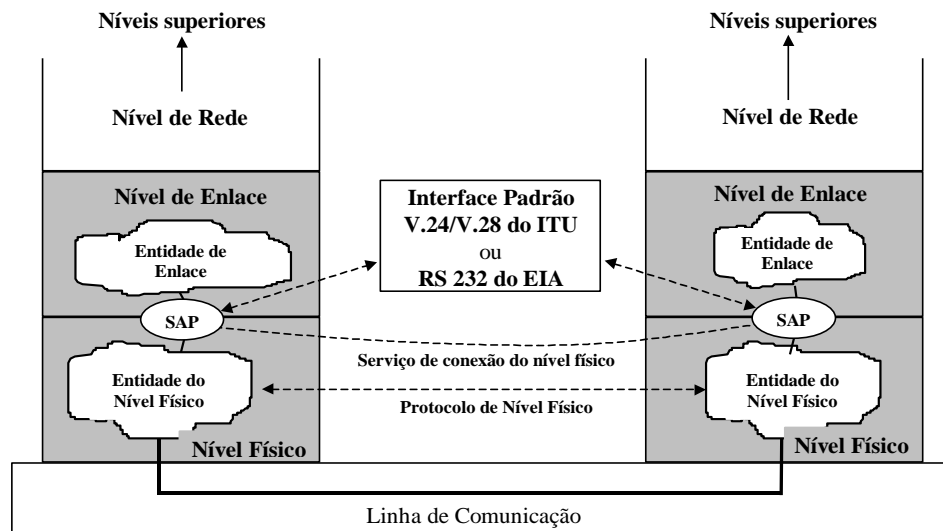 Níveis superiores
Níveis superiores
Nível de Rede
Nível de Rede
Nível de Enlace
Entidade de
Enlace
Interface Padrão
V.24/V.28 do ITU
ou
RS 232 do EIA
Nível de Enlace
Entidade de
Enlace
SAP
SAP
Serviço de conexão do nível físico
Entidade do
Nível Físico
Protocolo de Nível Físico
Entidade do
Nível Físico
Nível Físico
Nível Físico
Linha de Comunicação